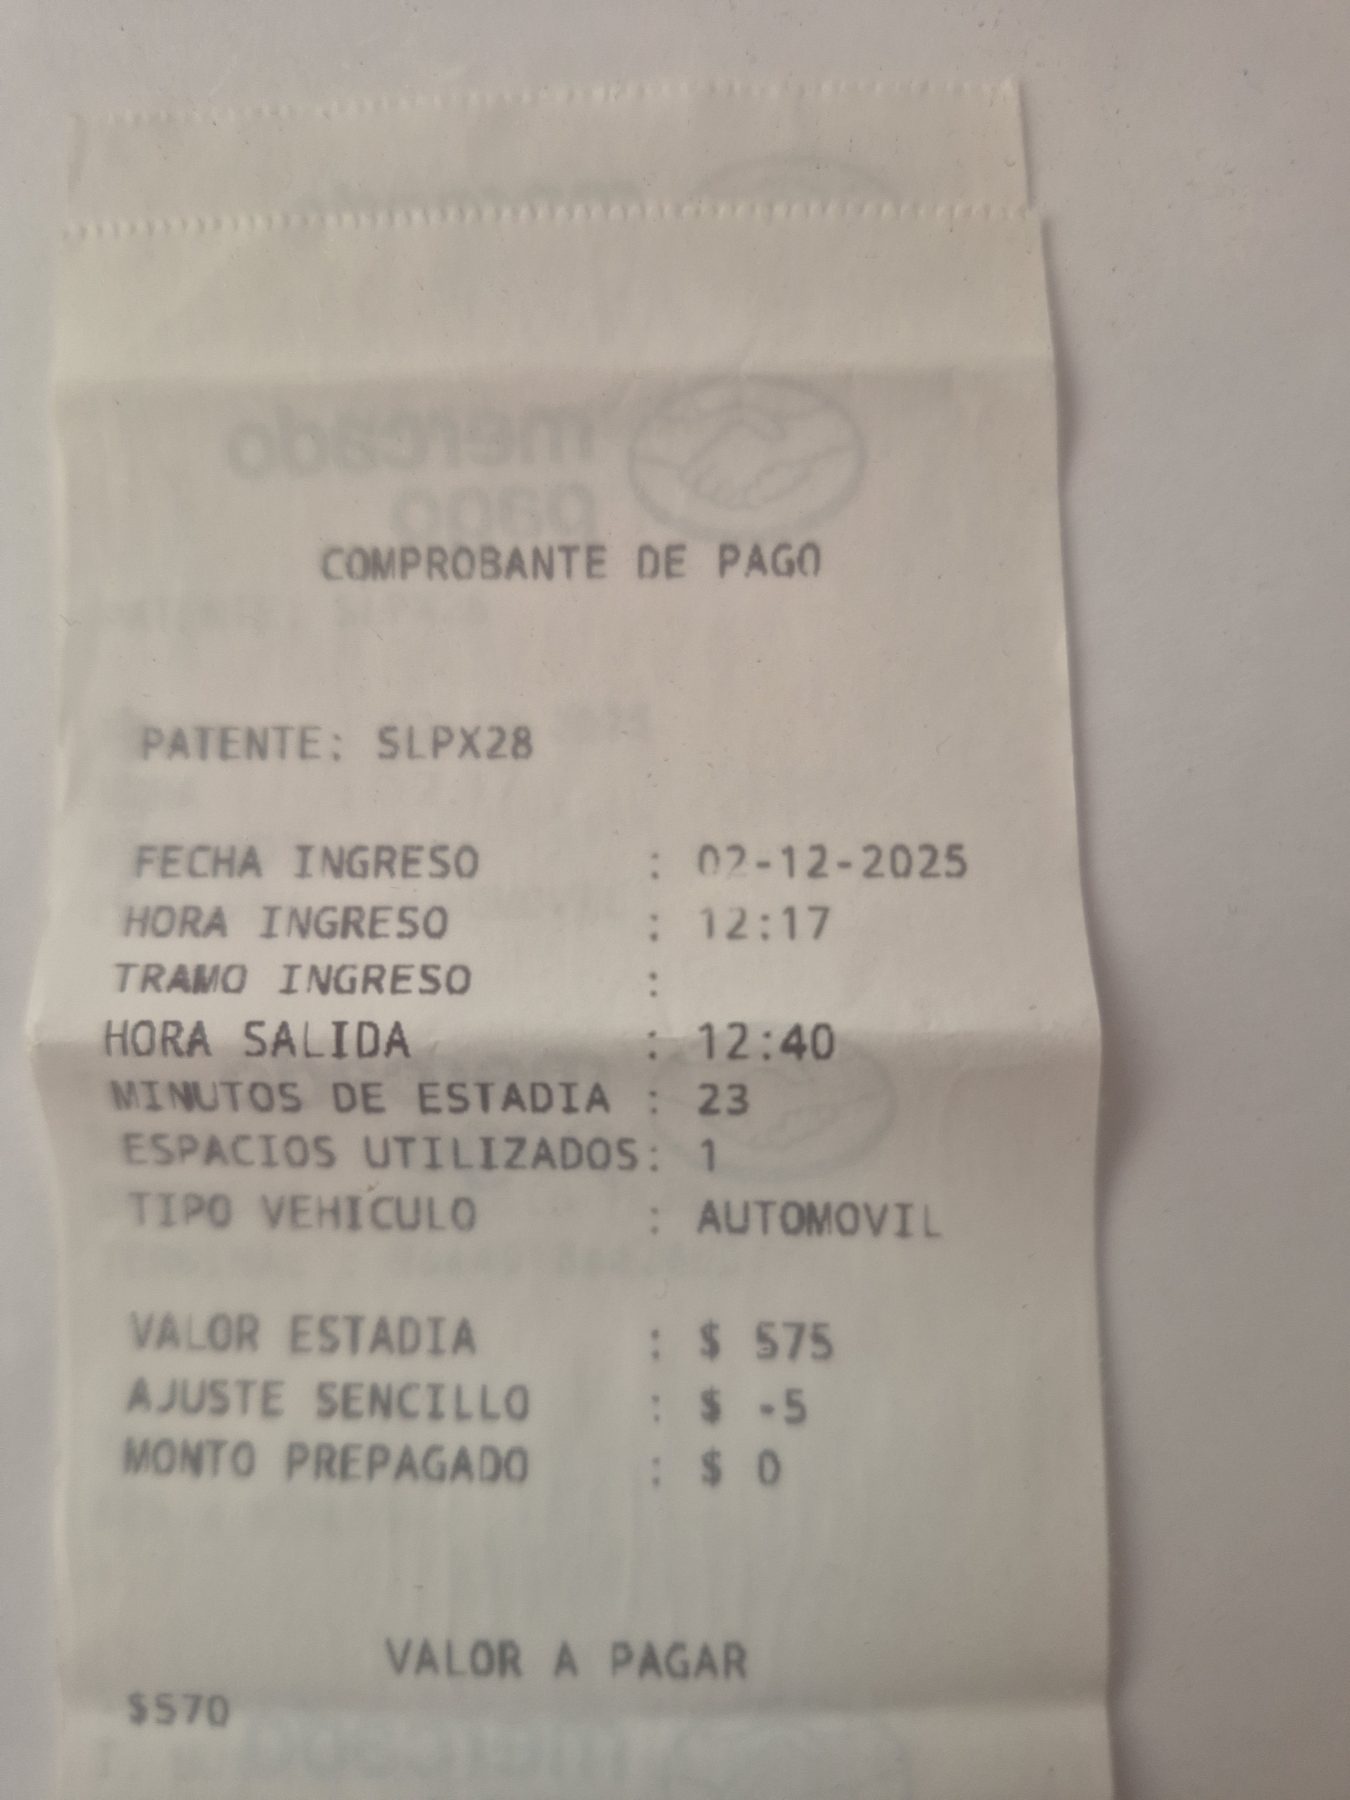 mercado
pago
COMPROBANTE DE PAGO
PATENTE: SLPX28
FECHA INGRESO : 02-12-2025
HORA INGRESO : 12:17
TRAMO INGRESO :
HORA SALIDA : 12:40
MINUTOS DE ESTADIA : 23
ESPACIOS UTILIZADOS: 1
TIPO VEHICULO : AUTOMOVIL
VALOR ESTADIA : $ 575
AJUSTE SENCILLO : $ -5
MONTO PREPAGADO : $ 0
VALOR A PAGAR
$570